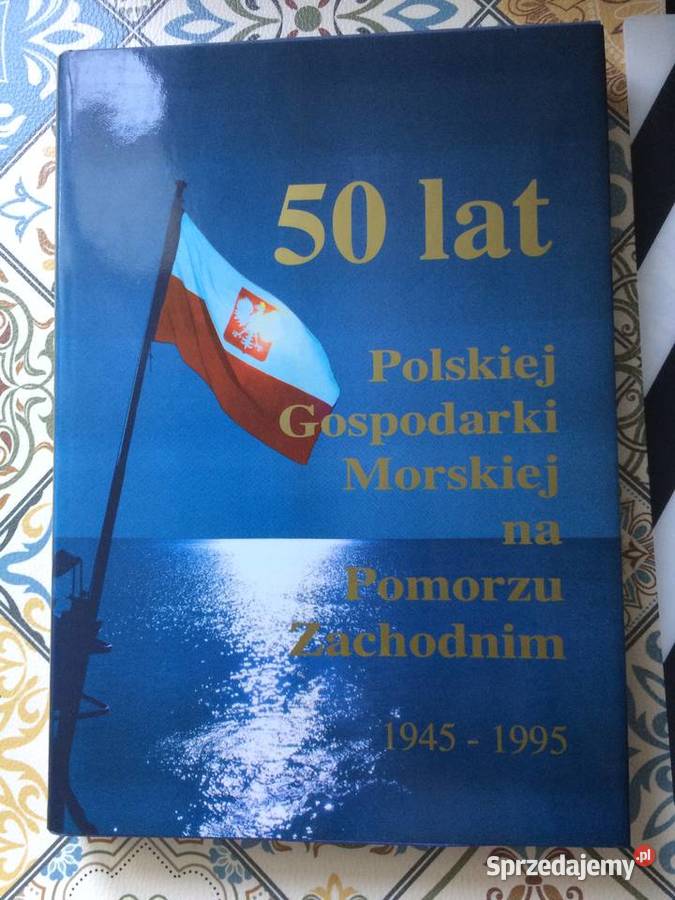 50 lat
Polskiej
Gospodarki
Morskiej
na
Pomorzu
Zachodnim
1945 - 1995
Sprzedajemy.pl